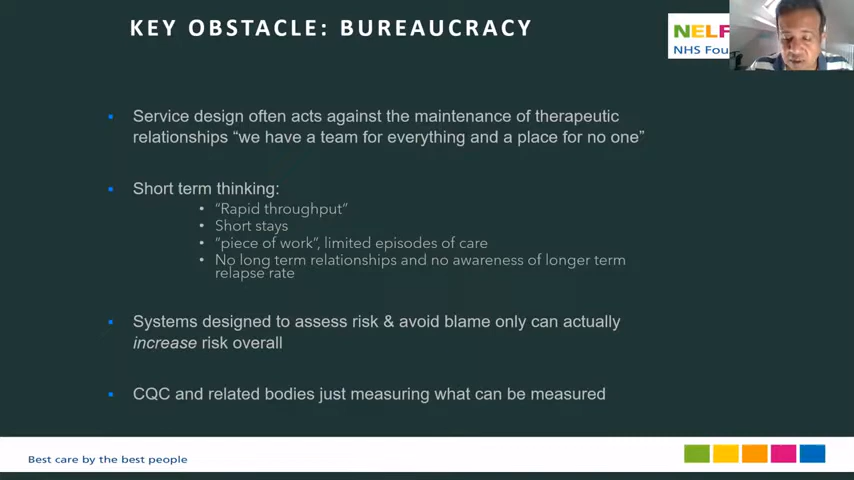 KEY OBSTACLE: BUREAUCRACY
NELF
NHS Fou
Service design often acts against the maintenance of therapeutic
relationships “we have a team for everything and a place for no one”
Short term thinking:
“Rapid throughput”
Short stays
“piece of work”, limited episodes of care
No long term relationships and no awareness of longer term
relapse rate
Systems designed to assess risk & avoid blame only can actually
increase risk overall
CQC and related bodies just measuring what can be measured
Best care by the best people